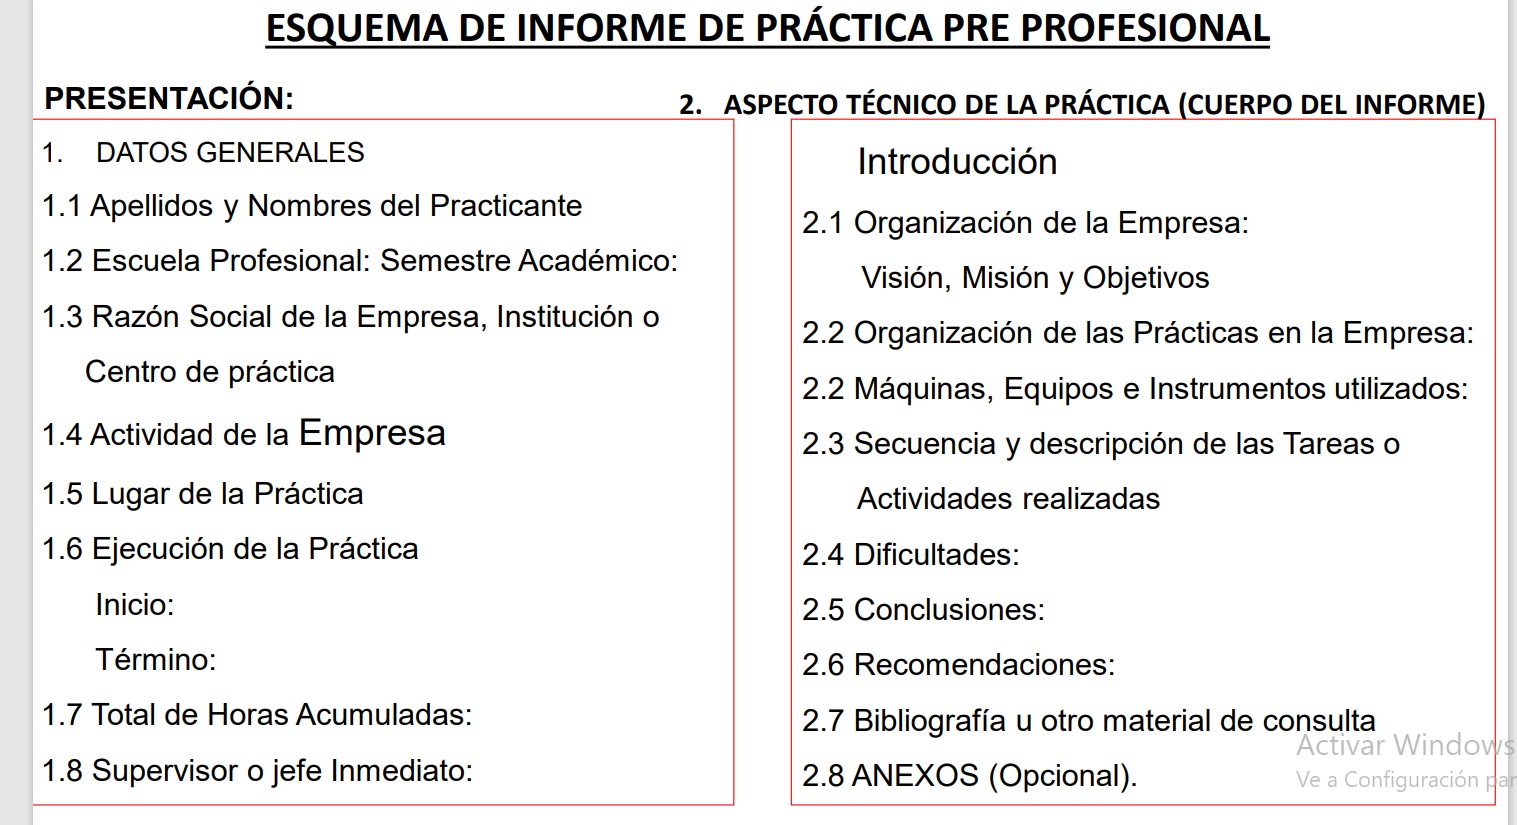 ESQUEMA DE INFORME DE PRÁCTICA PRE PROFESIONAL
PRESENTACIÓN:
1. DATOS GENERALES
1.1 Apellidos y Nombres del Practicante
1.2 Escuela Profesional: Semestre Académico:
1.3 Razón Social de la Empresa, Institución o
Centro de práctica
1.4 Actividad de la Empresa
1.5 Lugar de la Práctica
1.6 Ejecución de la Práctica
Inicio:
Término:
1.7 Total de Horas Acumuladas:
1.8 Supervisor o jefe Inmediato:
2. ASPECTO TÉCNICO DE LA PRÁCTICA (CUERPO DEL INFORME)
Introducción
2.1 Organización de la Empresa:
Visión, Misión y Objetivos
2.2 Organización de las Prácticas en la Empresa:
2.2 Máquinas, Equipos e Instrumentos utilizados:
2.3 Secuencia y descripción de las Tareas o
Actividades realizadas
2.4 Dificultades:
2.5 Conclusiones:
2.6 Recomendaciones:
2.7 Bibliografía u otro material de consulta
2.8 ANEXOS (Opcional).
Activar Windows
Ve a Configuración par